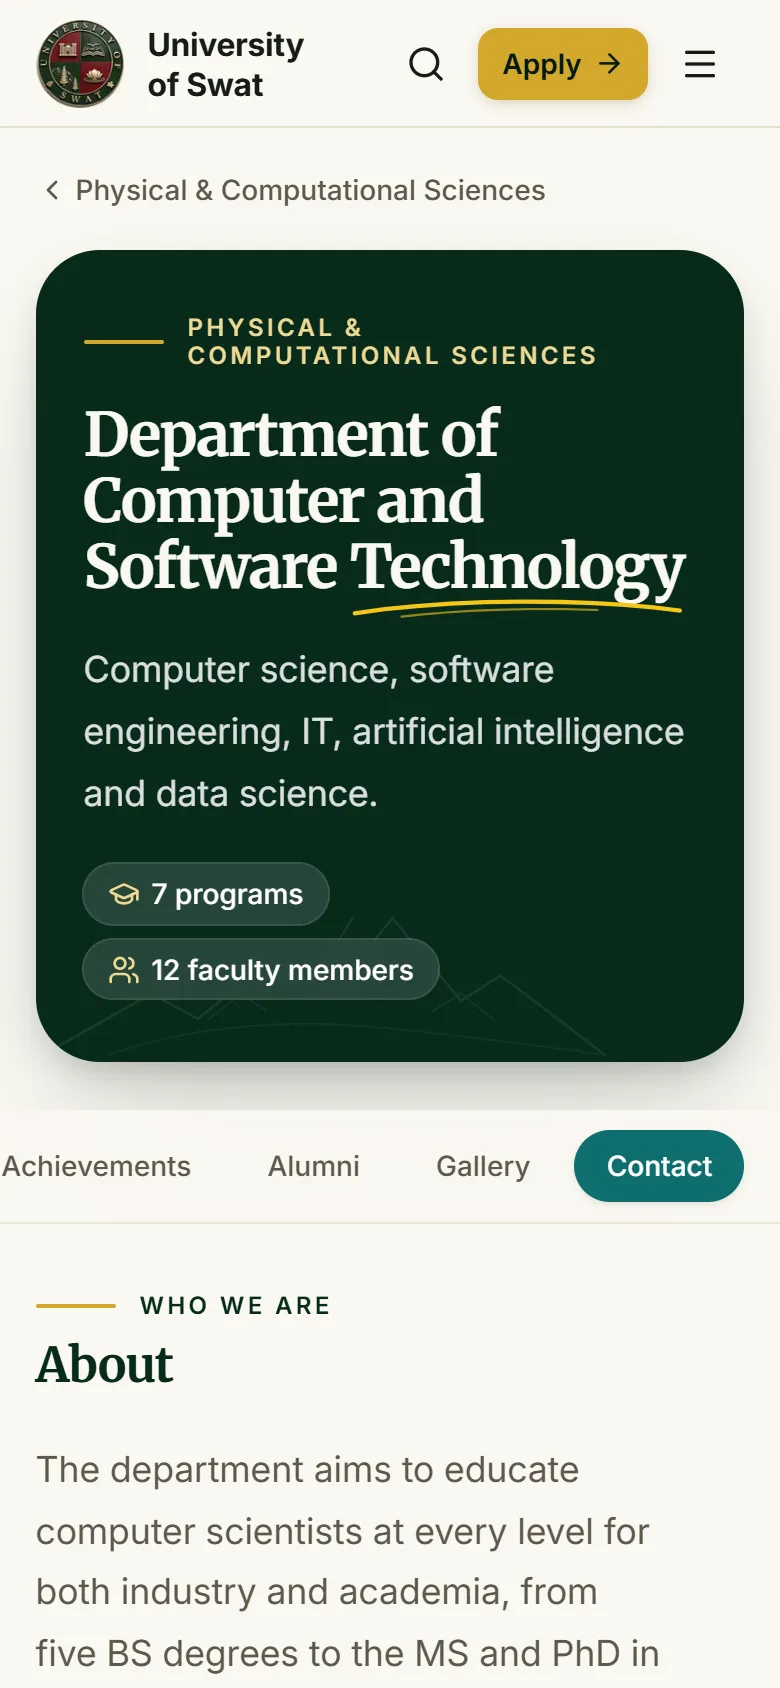 UNIVERSITY OF
SWAT
University
of Swat
Apply
Physical & Computational Sciences
PHYSICAL &
COMPUTATIONAL SCIENCES
Department of
Computer and
Software Technology
Computer science, software
engineering, IT, artificial intelligence
and data science.
7 programs
12 faculty members
Achievements Alumni Gallery Contact
WHO WE ARE
About
The department aims to educate
computer scientists at every level for
both industry and academia, from
five BS degrees to the MS and PhD in